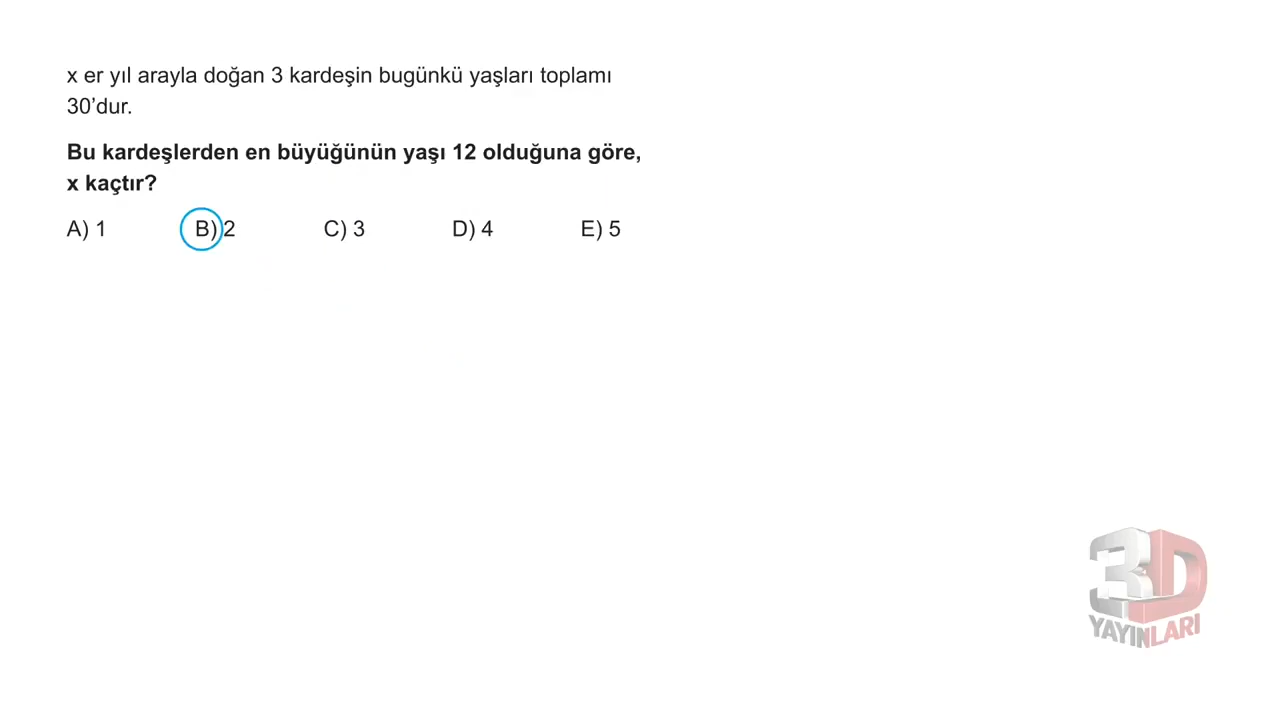 x er yıl arayla doğan 3 kardeşin bugünkü yaşları toplamı
30’dur.
Bu kardeşlerden en büyüğünün yaşı 12 olduğuna göre,
x kaçtır?
A) 1 B) 2 C) 3 D) 4 E) 5
3D
YAYINLARI